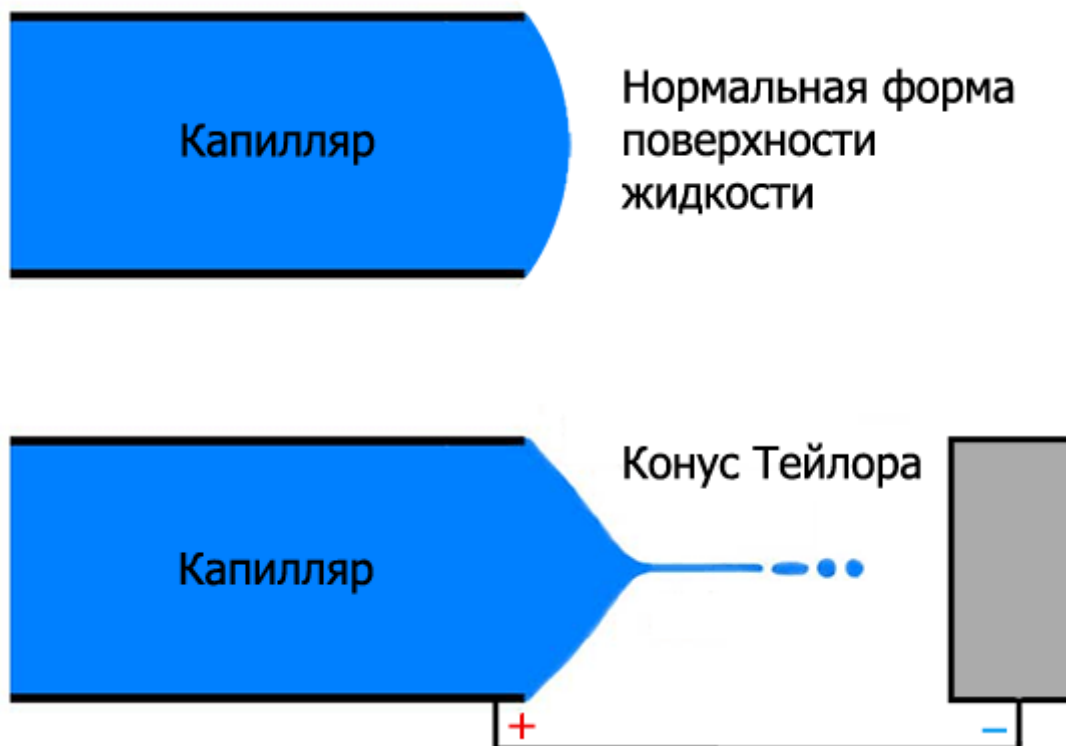 Капилляр
Нормальная форма
поверхности
жидкости
Конус Тейлора
Капилляр
+
−